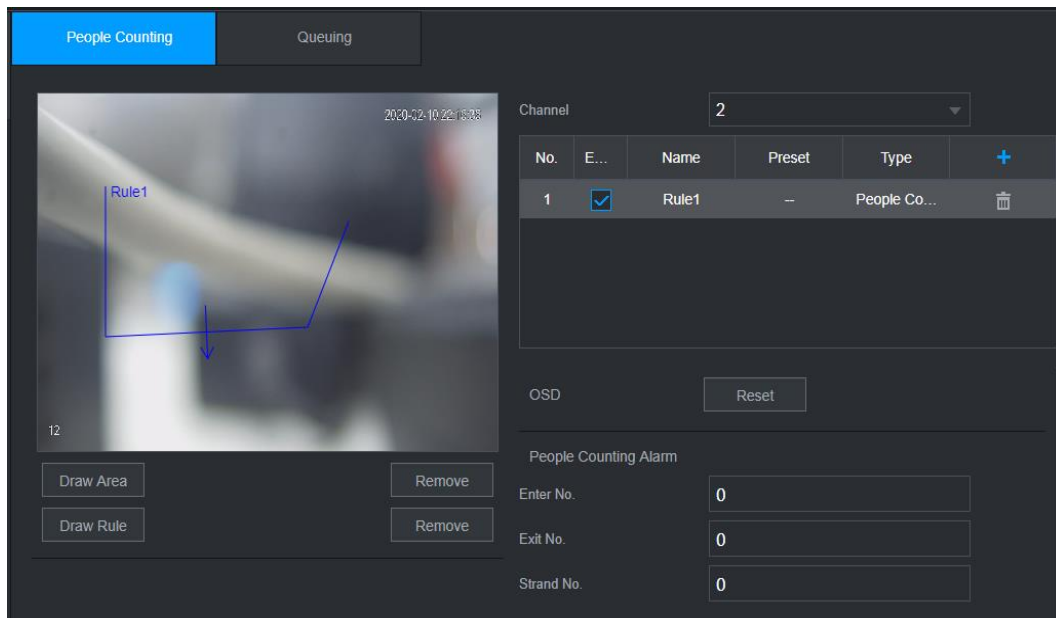 People Counting
Queuing
Rule1
12
Draw Area
Remove
Draw Rule
Remove
Channel
2
No. E... Name Preset Type +
1 Rule1 -- People Co...
OSD
Reset
People Counting Alarm
Enter No.
0
Exit No.
0
Strand No.
0